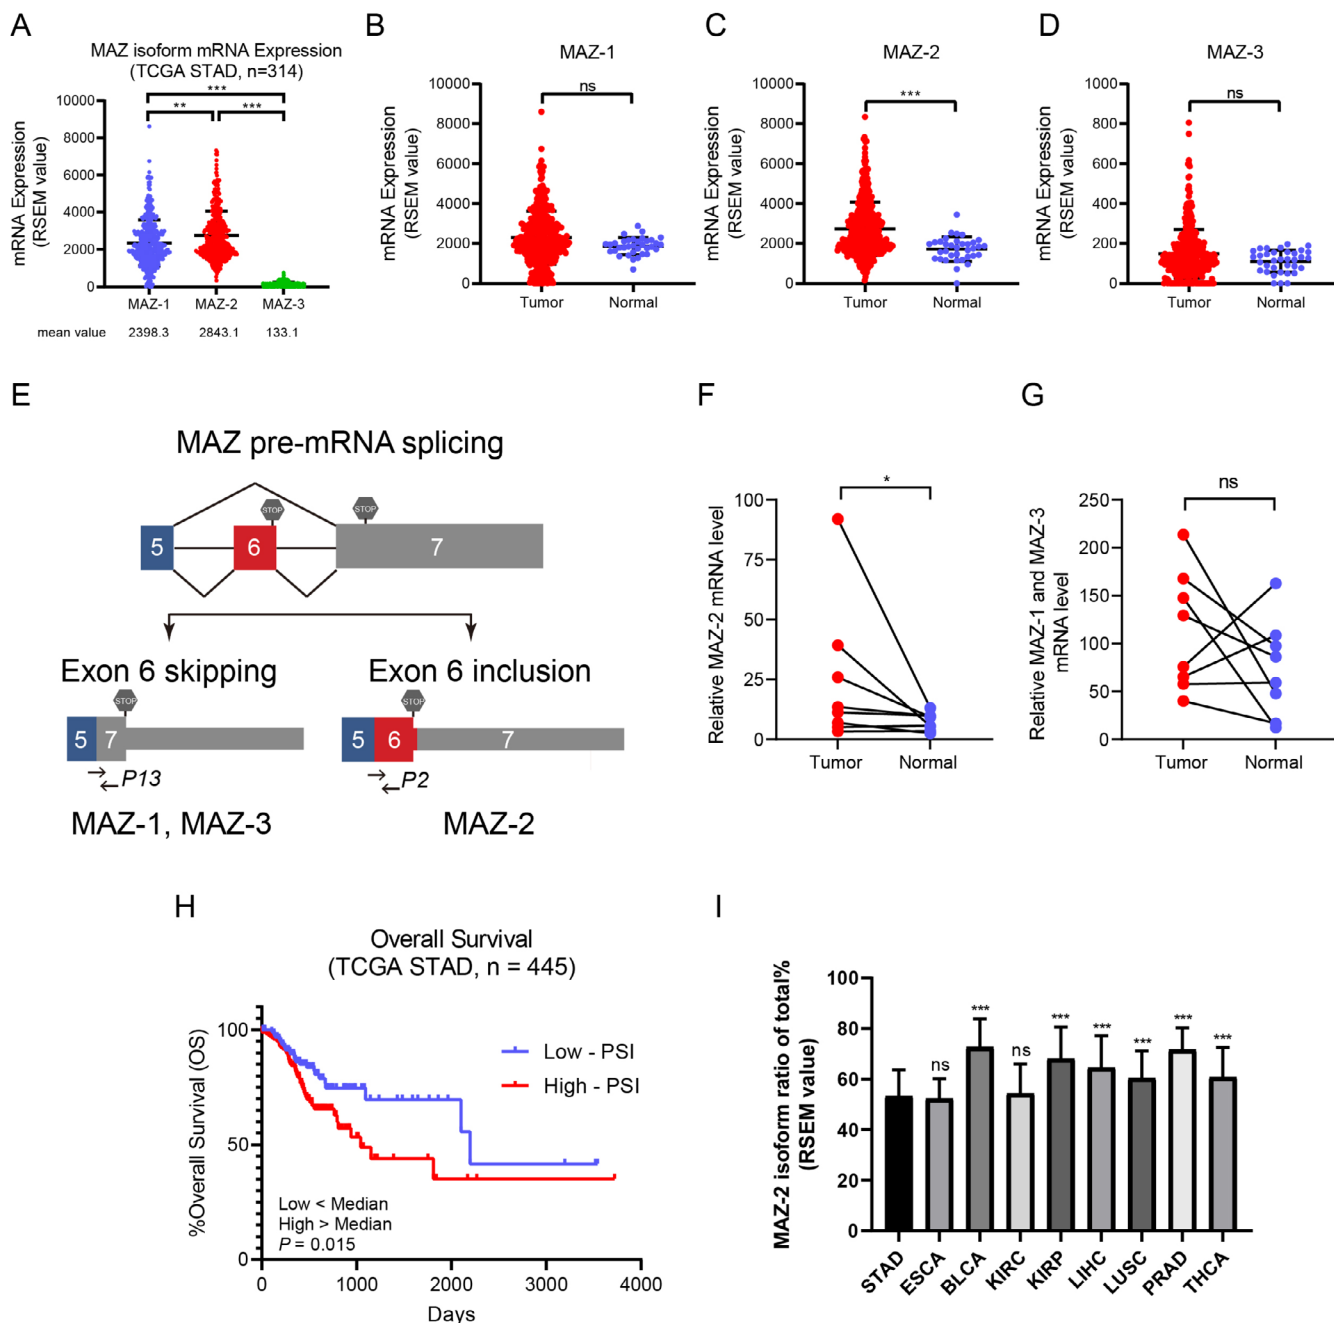 A
MAZ isoform mRNA Expression
(TCGA STAD, n=314)
***
** ***
mRNA Expression
(RSEM value)
10000
8000
6000
4000
2000
0
MAZ-1 MAZ-2 MAZ-3
mean value 2398.3 2843.1 133.1
B
MAZ-1
ns
mRNA Expression
(RSEM value)
10000
8000
6000
4000
2000
0
Tumor Normal
C
MAZ-2
***
mRNA Expression
(RSEM value)
10000
8000
6000
4000
2000
0
Tumor Normal
D
MAZ-3
ns
mRNA Expression
(RSEM value)
1000
800
600
400
200
0
Tumor Normal
E
MAZ pre-mRNA splicing
STOP STOP
5 6 7
Exon 6 skipping Exon 6 inclusion
STOP STOP
5 7 5 6 7
P13 P2
MAZ-1, MAZ-3 MAZ-2
F
*
Relative MAZ-2 mRNA level
100
75
50
25
0
Tumor Normal
G
ns
Relative MAZ-1 and MAZ-3
mRNA level
250
200
150
100
50
0
Tumor Normal
H
Overall Survival
(TCGA STAD, n = 445)
%Overall Survival (OS)
100
50
0
Low - PSI
High - PSI
Low < Median
High > Median
P = 0.015
0 1000 2000 3000 4000
Days
I
MAZ-2 isoform ratio of total%
(RSEM value)
100
80
60
40
20
0
ns *** ns *** *** *** *** ***
STAD ESCA BLCA KIRC KIRP LIHC LUSC PRAD THCA